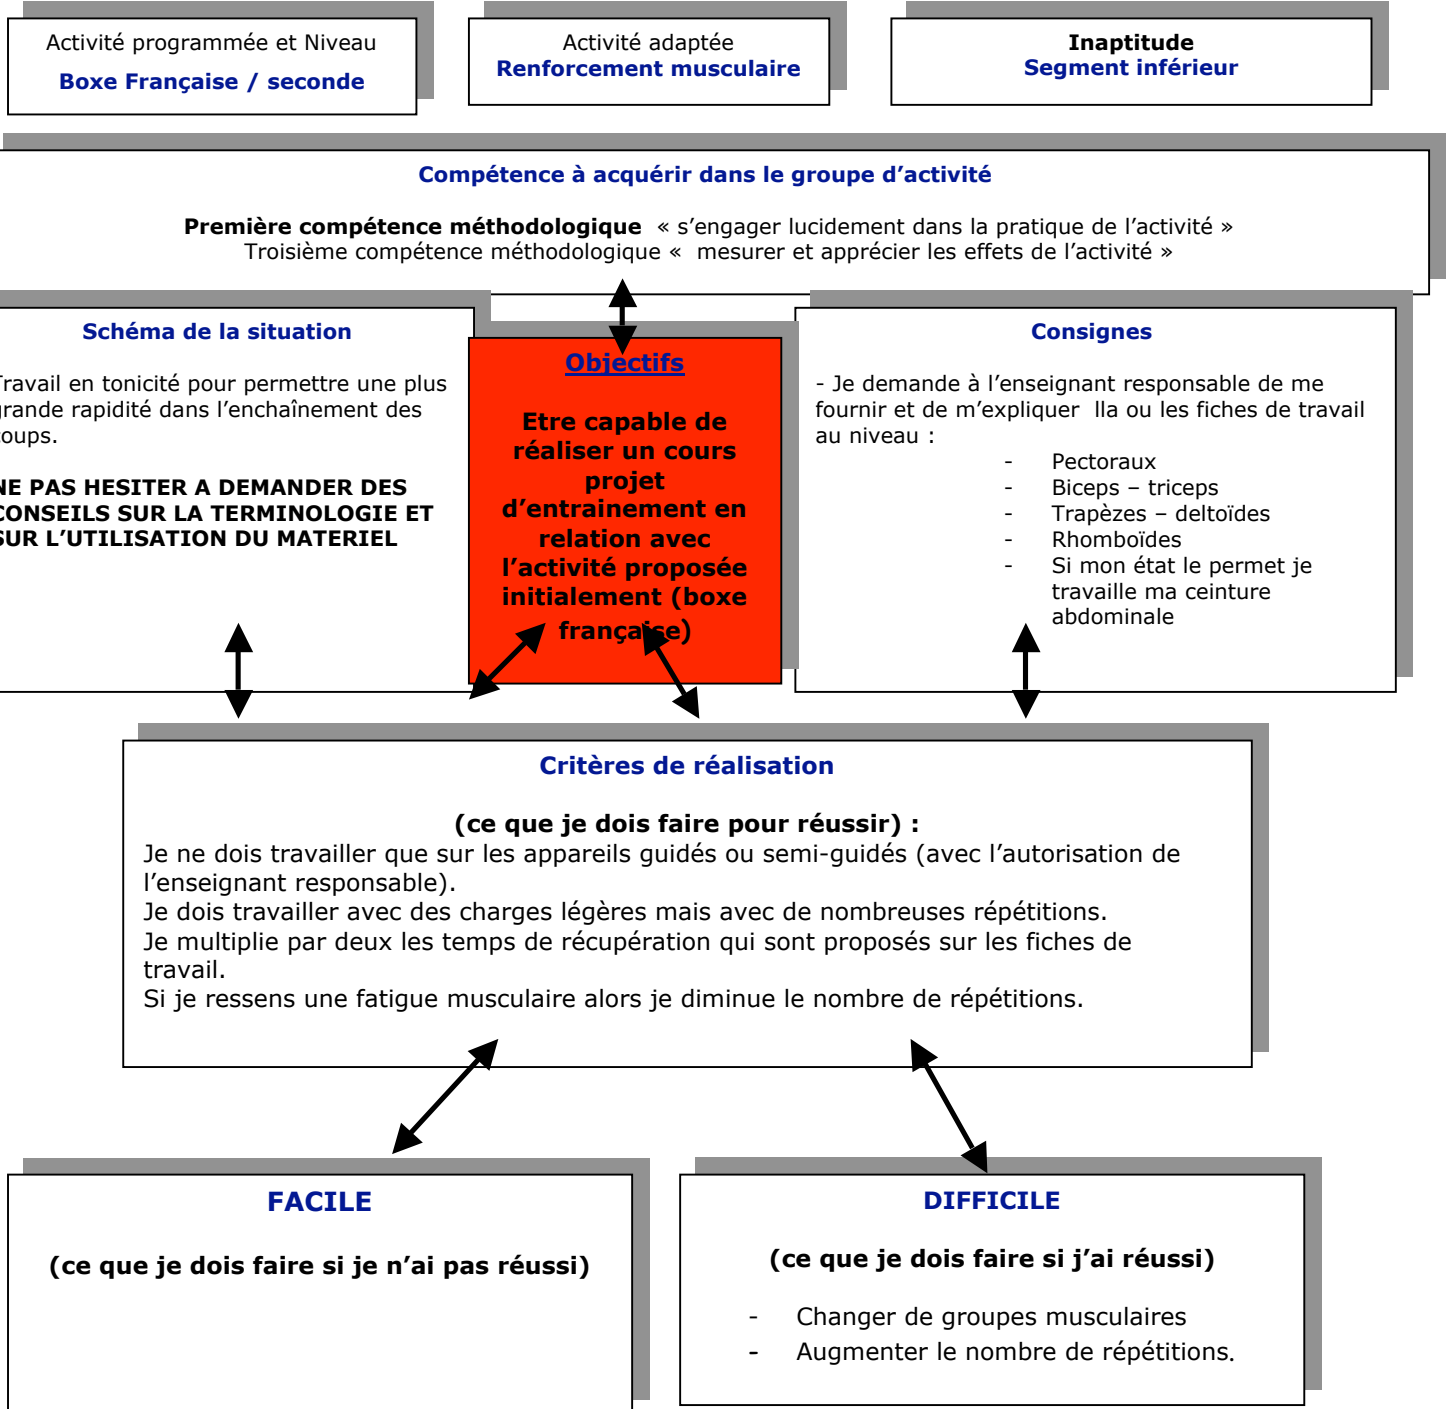 Activité programmée et Niveau
Boxe Française / seconde
Activité adaptée
Renforcement musculaire
Inaptitude
Segment inférieur
Compétence à acquérir dans le groupe d’activité
Première compétence méthodologique « s’engager lucidement dans la pratique de l’activité »
Troisième compétence méthodologique « mesurer et apprécier les effets de l’activité »
Schéma de la situation
Travail en tonicité pour permettre une plus
grande rapidité dans l’enchaînement des
coups.
NE PAS HESITER A DEMANDER DES
CONSEILS SUR LA TERMINOLOGIE ET
SUR L’UTILISATION DU MATERIEL
Objectifs
Etre capable de
réaliser un cours
projet
d’entrainement en
relation avec
l’activité proposée
initialement (boxe
française)
Consignes
- Je demande à l’enseignant responsable de me
fournir et de m’expliquer lla ou les fiches de travail
au niveau :
- Pectoraux
- Biceps – triceps
- Trapèzes – deltoïdes
- Rhomboïdes
- Si mon état le permet je
travaille ma ceinture
abdominale
Critères de réalisation
(ce que je dois faire pour réussir) :
Je ne dois travailler que sur les appareils guidés ou semi-guidés (avec l’autorisation de
l’enseignant responsable).
Je dois travailler avec des charges légères mais avec de nombreuses répétitions.
Je multiplie par deux les temps de récupération qui sont proposés sur les fiches de
travail.
Si je ressens une fatigue musculaire alors je diminue le nombre de répétitions.
FACILE
(ce que je dois faire si je n’ai pas réussi)
DIFFICILE
(ce que je dois faire si j’ai réussi)
- Changer de groupes musculaires
- Augmenter le nombre de répétitions.